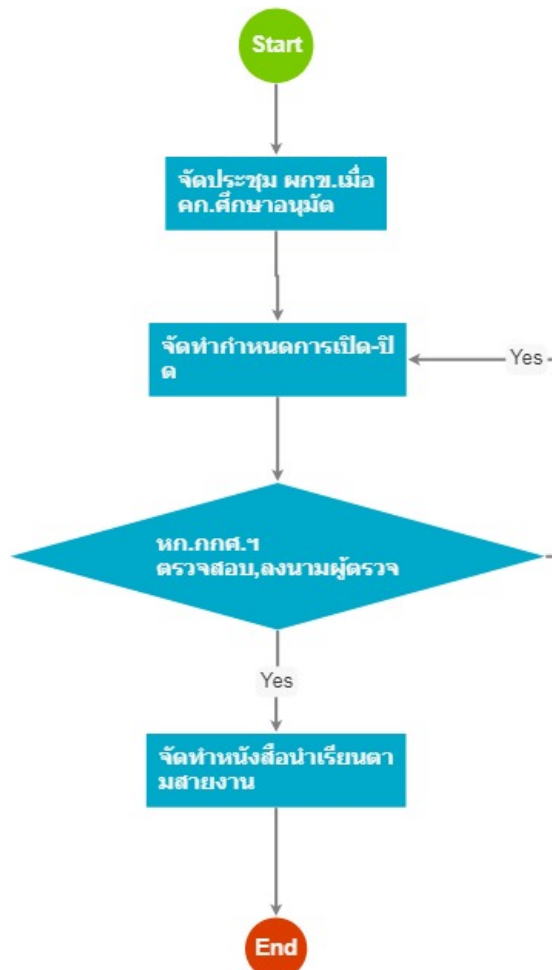 Start
จัดประชุม ผกข.เมื่อ
คก.ศึกษาอนุมัต
จัดทำกำหนดการเปิด-ปิ
ด
Yes
หก.กกศ.ฯ
ตรวจสอบ,ลงนามผู้ตรวจ
Yes
จัดทำหนังสือนำเรียนตา
มสายงาน
End